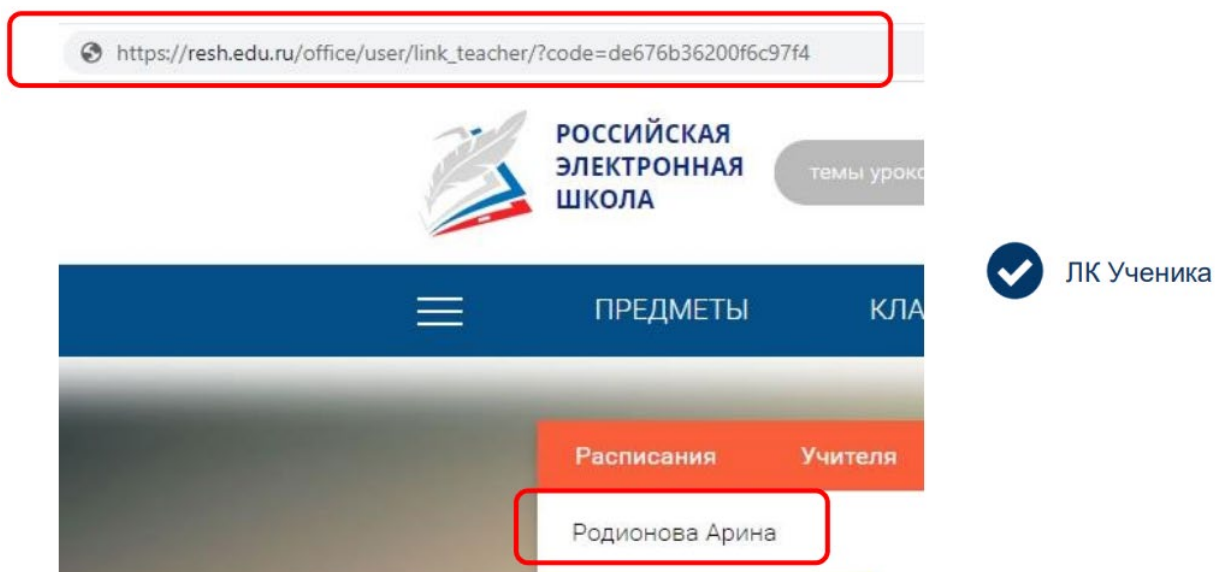 https://resh.edu.ru/office/user/link_teacher/?code=de676b36200f6c97f4
РОССИЙСКАЯ
ЭЛЕКТРОННАЯ
ШКОЛА
темы уроко
ЛК Ученика
ПРЕДМЕТЫ КЛА
Расписания Учителя
Родионова Арина